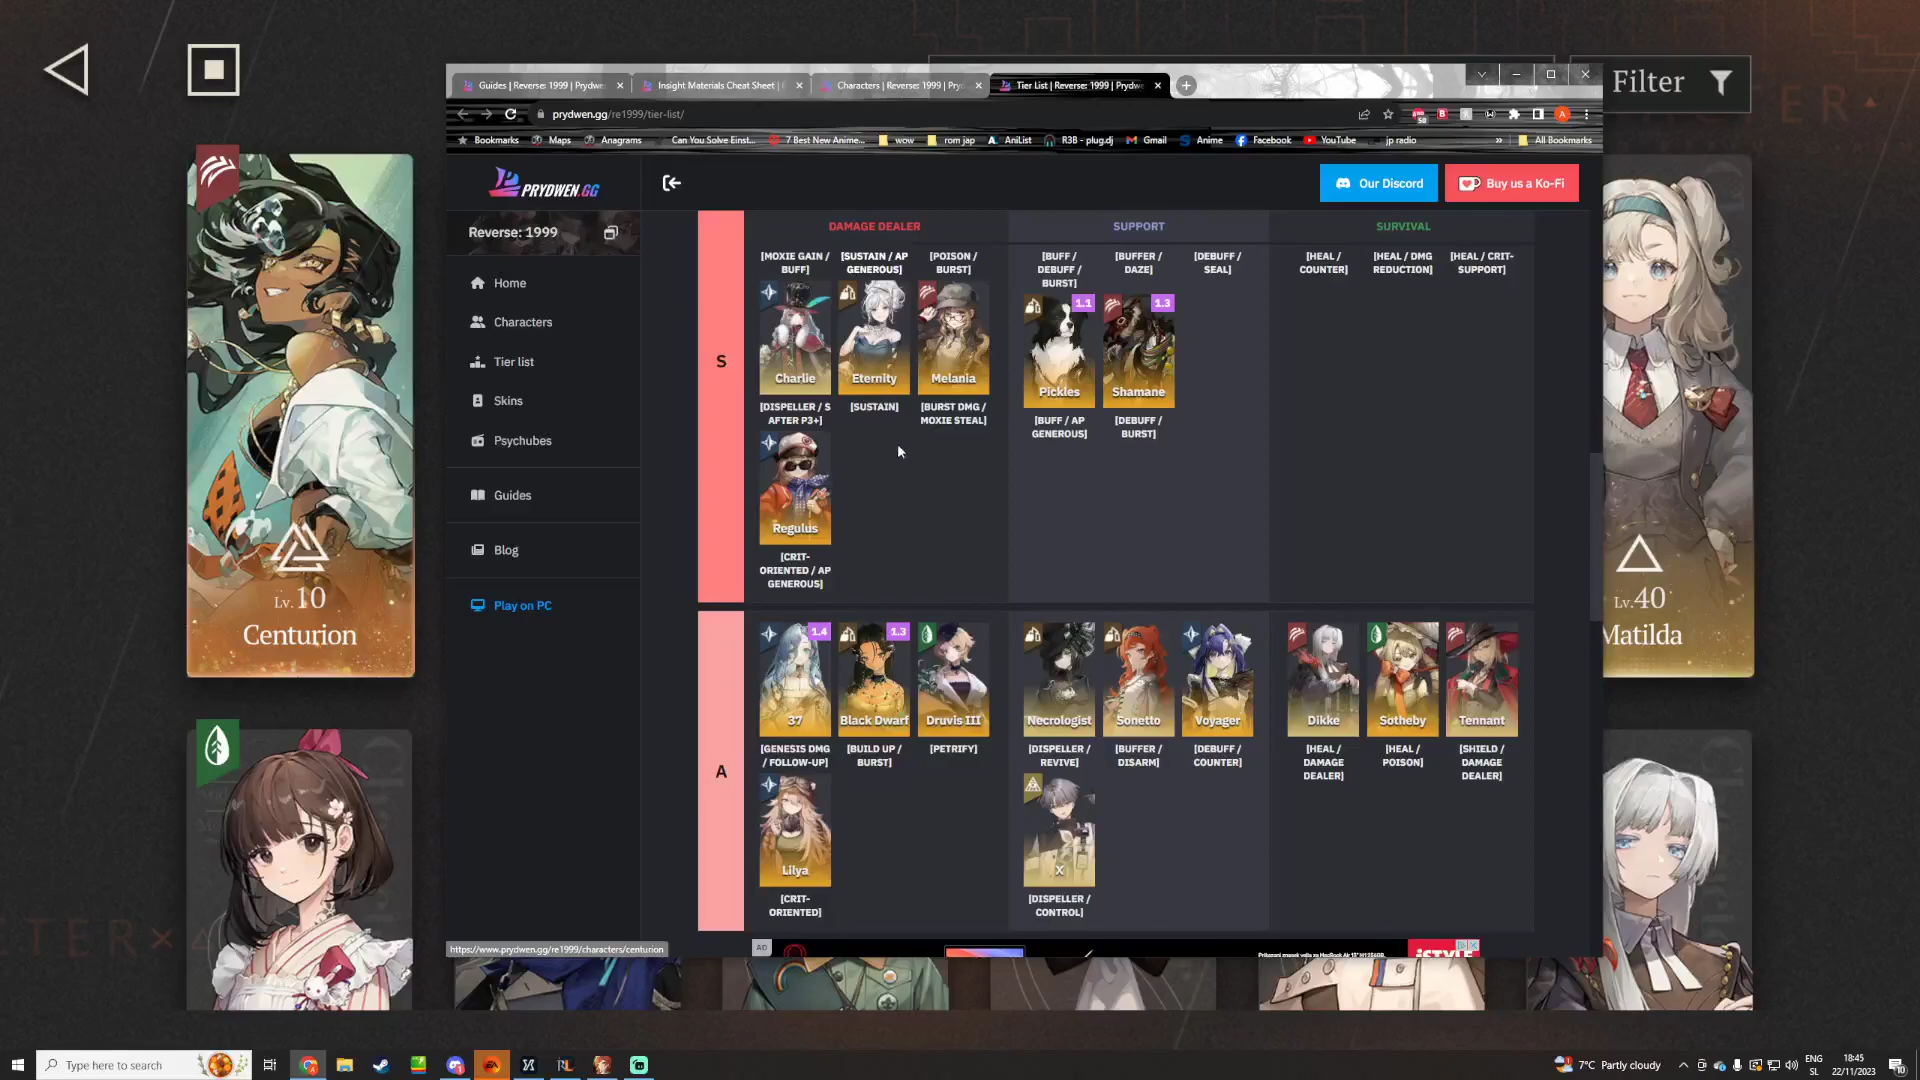 Filter
Guides | Reverse: 1999 | Prydwe
Insight Materials Cheat Sheet |
Characters | Reverse: 1999 | Pry
Tier List | Reverse: 1999 | Prydwe
prydwen.gg/re1999/tier-list/
Bookmarks
Maps
Anagrams
Can You Solve Einst...
7 Best New Anime...
wow
rom jap
AniList
R3B - plug.dj
Gmail
Anime
Facebook
YouTube
jp radio
»
All Bookmarks
PRYDWEN.GG
Our Discord
Buy us a Ko-Fi
Reverse: 1999
Home
Characters
Tier list
Skins
Psychubes
Guides
Blog
Play on PC
DAMAGE DEALER
SUPPORT
SURVIVAL
S
[MOXIE GAIN /
BUFF]
[SUSTAIN / AP
GENEROUS]
[POISON /
BURST]
[BUFF /
DEBUFF /
BURST]
[BUFFER /
DAZE]
[DEBUFF /
SEAL]
[HEAL /
COUNTER]
[HEAL / DMG
REDUCTION]
[HEAL / CRIT-
SUPPORT]
Charlie
Eternity
Melania
1.1
Pickles
1.3
Shamane
[DISPELLER / S
AFTER P3+]
[SUSTAIN]
[BURST DMG /
MOXIE STEAL]
[BUFF / AP
GENEROUS]
[DEBUFF /
BURST]
Regulus
[CRIT-
ORIENTED / AP
GENEROUS]
A
1.4
37
1.3
Black Dwarf
Druvis III
Necrologist
Sonetto
Voyager
Dikke
Sotheby
Tennant
[GENESIS DMG
/ FOLLOW-UP]
[BUILD UP /
BURST]
[PETRIFY]
[DISPELLER /
REVIVE]
[BUFFER /
DISARM]
[DEBUFF /
COUNTER]
[HEAL /
DAMAGE
DEALER]
[HEAL /
POISON]
[SHIELD /
DAMAGE
DEALER]
Lilya
X
[CRIT-
ORIENTED]
[DISPELLER /
CONTROL]
AD
iSTYLE
https://www.prydwen.gg/re1999/characters/centurion
Lv.10
Centurion
Lv.40
Matilda
Type here to search
7°C Partly cloudy
ENG
SL
18:45
22/11/2023
10